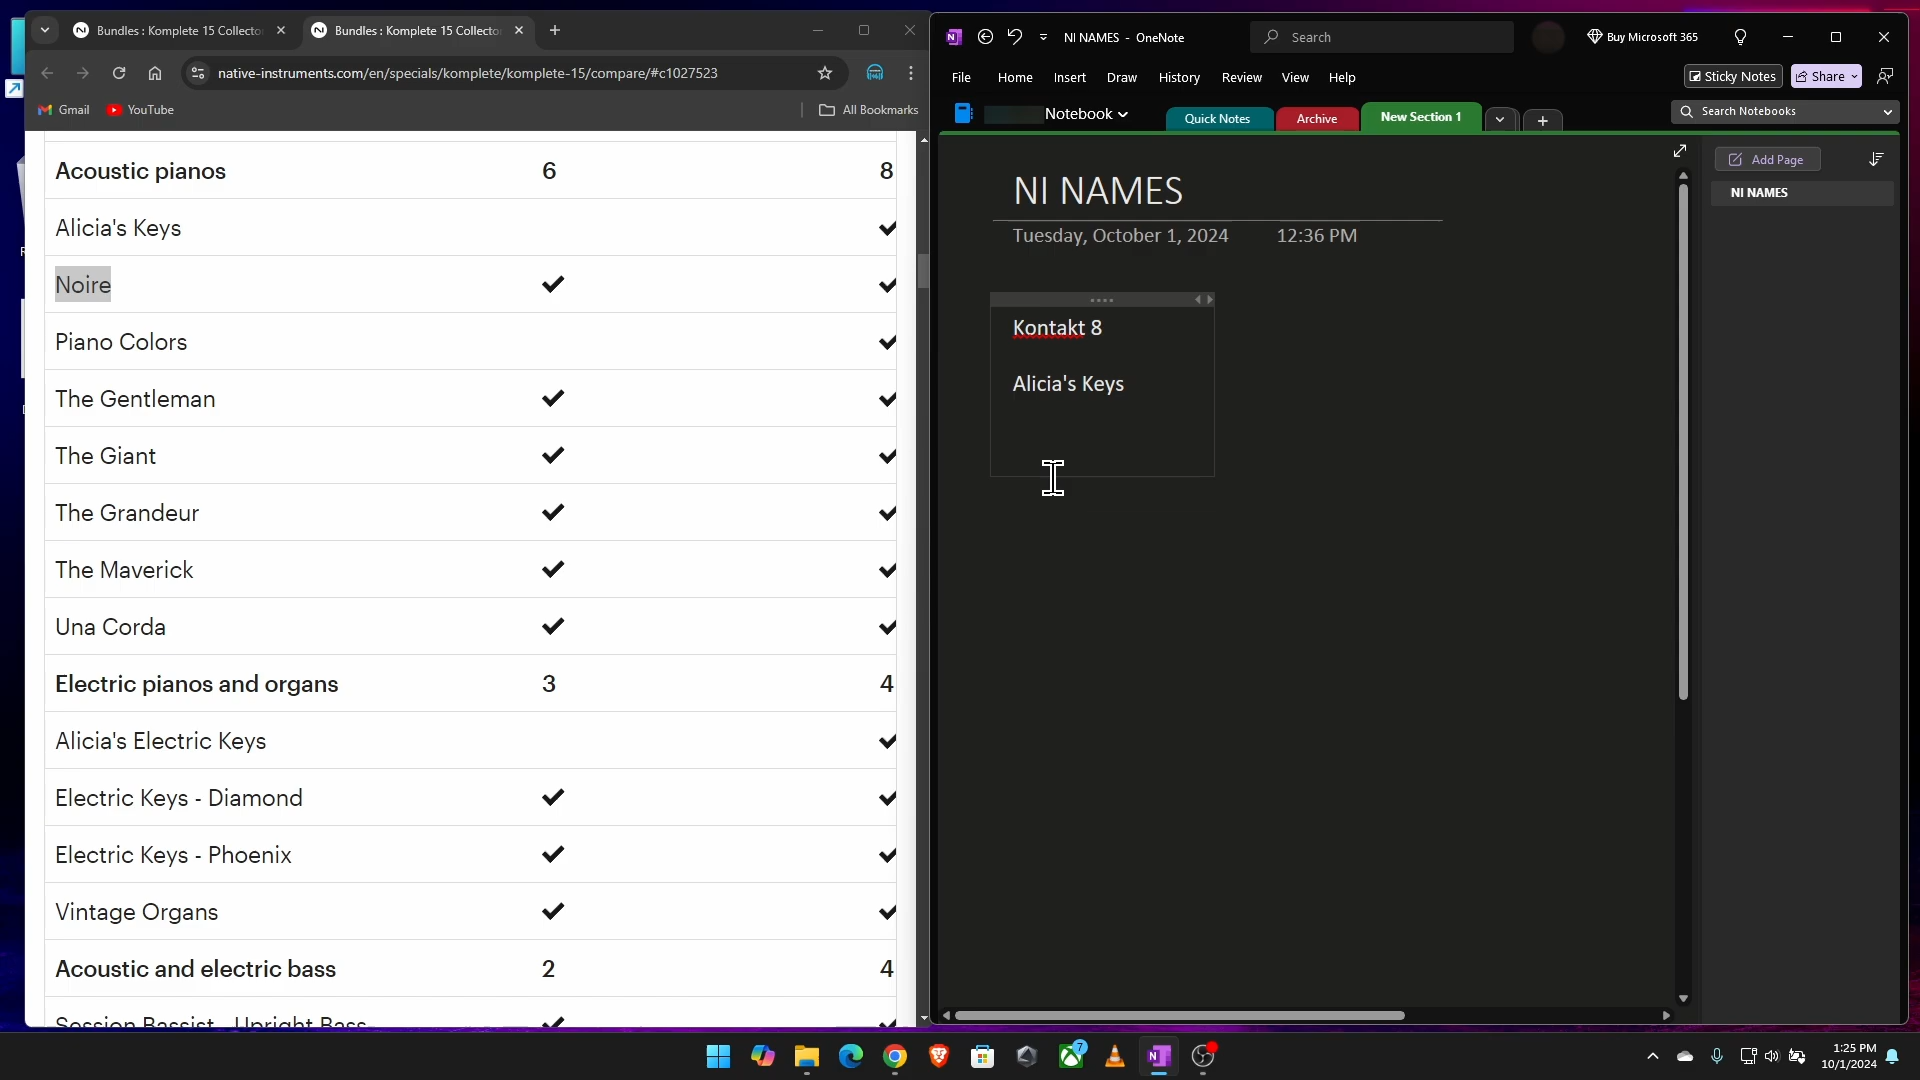 Bundles : Komplete 15 Collecto
Bundles : Komplete 15 Collecto
native-instruments.com/en/specials/komplete/komplete-15/compare/#c1027523
Gmail
YouTube
All Bookmarks
Acoustic pianos 6 8
Alicia's Keys
Noire
Piano Colors
The Gentleman
The Giant
The Grandeur
The Maverick
Una Corda
Electric pianos and organs 3 4
Alicia's Electric Keys
Electric Keys - Diamond
Electric Keys - Phoenix
Vintage Organs
Acoustic and electric bass 2 4
Session Bassist - Upright Bass
NI NAMES - OneNote
Search
Buy Microsoft 365
File Home Insert Draw History Review View Help
Sticky Notes
Share
Notebook
Quick Notes
Archive
New Section 1
Search Notebooks
NI NAMES
Tuesday, October 1, 2024 12:36 PM
Kontakt 8
Alicia's Keys
Add Page
NI NAMES
7
1:25 PM
10/1/2024